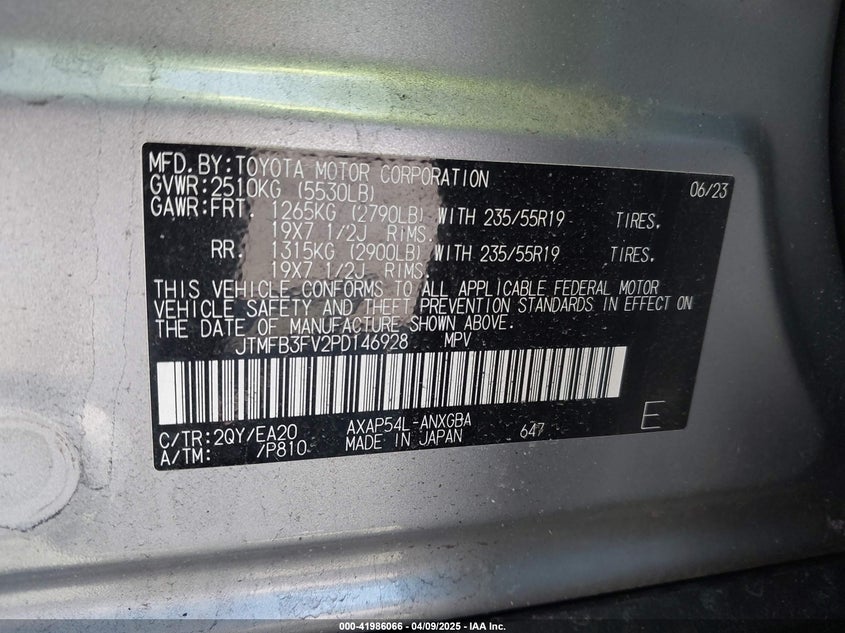 MFD. BY: TOYOTA MOTOR CORPORATION 06/23
GVWR: 2510KG (5530LB)
GAWR: FRT. 1265KG (2790LB) WITH 235/55R19 TIRES.
19X7 1/2J RIMS.
RR. 1315KG (2900LB) WITH 235/55R19 TIRES.
19X7 1/2J RIMS.
THIS VEHICLE CONFORMS TO ALL APPLICABLE FEDERAL MOTOR
VEHICLE SAFETY AND THEFT PREVENTION STANDARDS IN EFFECT ON
THE DATE OF MANUFACTURE SHOWN ABOVE.
JTMFB3FV2PD146928 MPV
C/TR: 2QY/EA20 AXAP54L-ANXGBA
A/TM: /P810 MADE IN JAPAN 647 E
000-41986066 - 04/09/2025 - IAA Inc.